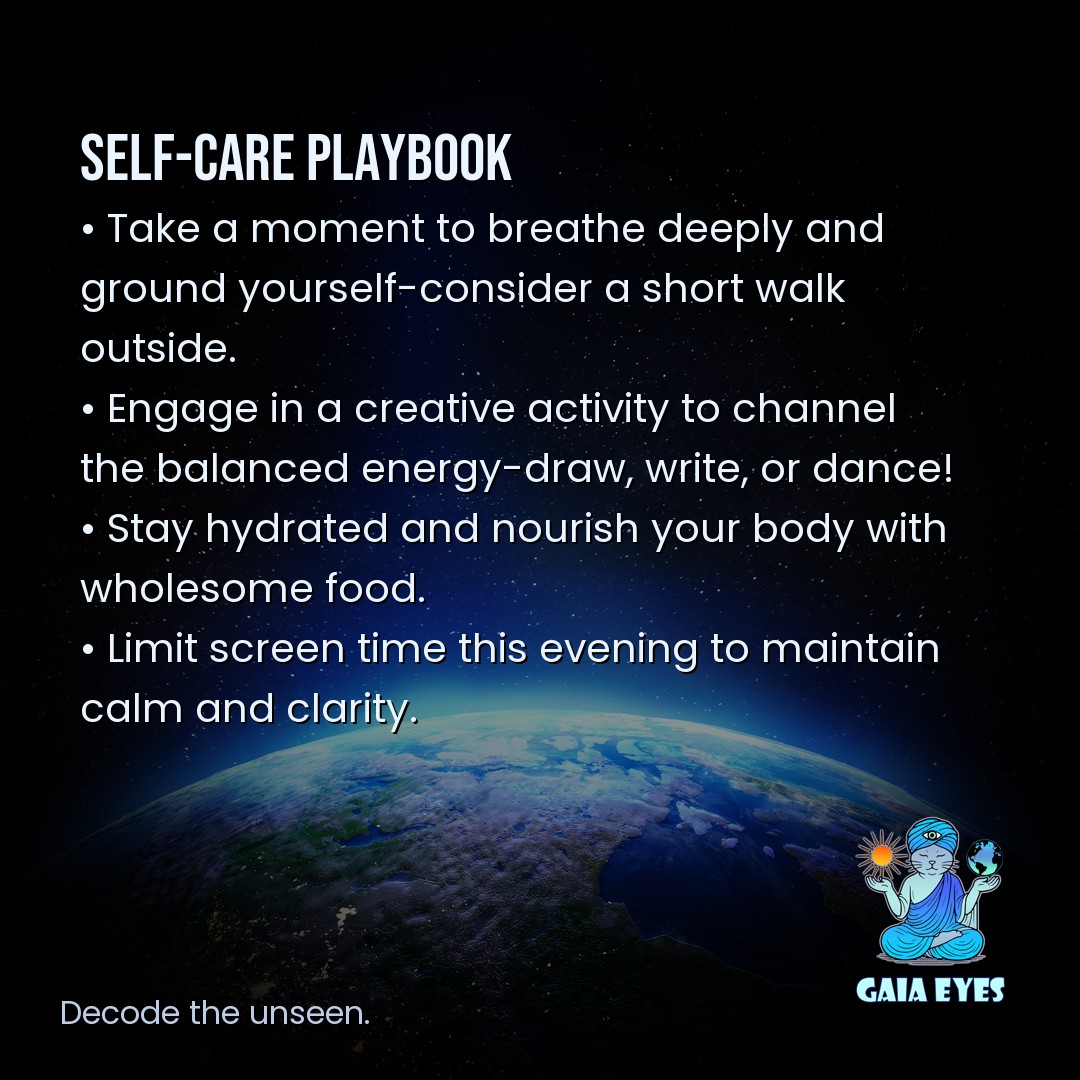 SELF-CARE PLAYBOOK
• Take a moment to breathe deeply and
ground yourself-consider a short walk
outside.
• Engage in a creative activity to channel
the balanced energy-draw, write, or dance!
• Stay hydrated and nourish your body with
wholesome food.
• Limit screen time this evening to maintain
calm and clarity.
GAIA EYES
Decode the unseen.